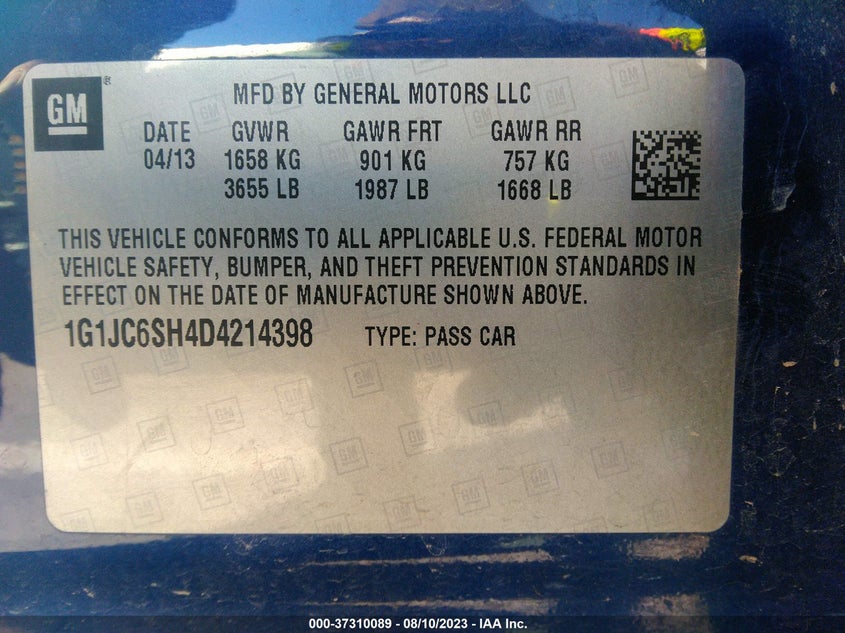 GM
MFD BY GENERAL MOTORS LLC
DATE GVWR GAWR FRT GAWR RR
04/13 1658 KG 901 KG 757 KG
3655 LB 1987 LB 1668 LB
THIS VEHICLE CONFORMS TO ALL APPLICABLE U.S. FEDERAL MOTOR
VEHICLE SAFETY, BUMPER, AND THEFT PREVENTION STANDARDS IN
EFFECT ON THE DATE OF MANUFACTURE SHOWN ABOVE.
1G1JC6SH4D4214398 TYPE: PASS CAR
000-37310089 - 08/10/2023 - IAA Inc.